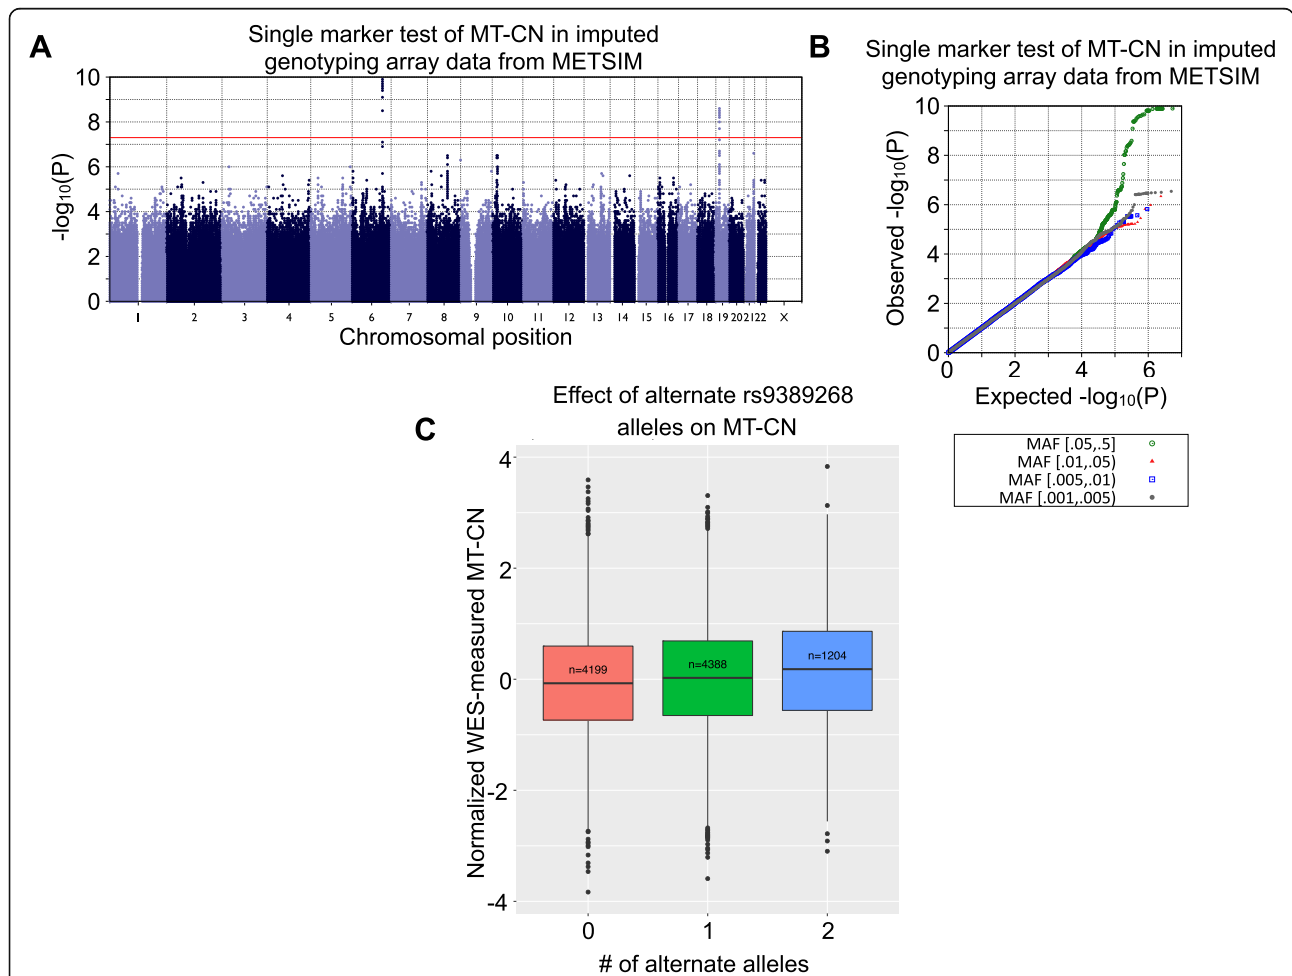 A
Single marker test of MT-CN in imputed
genotyping array data from METSIM
10
8
6
4
2
0
-log₁₀(P)
1 2 3 4 5 6 7 8 9 10 11 12 13 14 15 16 17 18 19 20 21 22 X
Chromosomal position
B
Single marker test of MT-CN in imputed
genotyping array data from METSIM
10
8
6
4
2
0
Observed -log₁₀(P)
0 2 4 6
Expected -log₁₀(P)
MAF [.05,.5]
MAF [.01,.05)
MAF [.005,.01)
MAF [.001,.005)
C
Effect of alternate rs9389268
alleles on MT-CN
4
2
0
-2
-4
Normalized WES-measured MT-CN
n=4199
n=4388
n=1204
0 1 2
# of alternate alleles